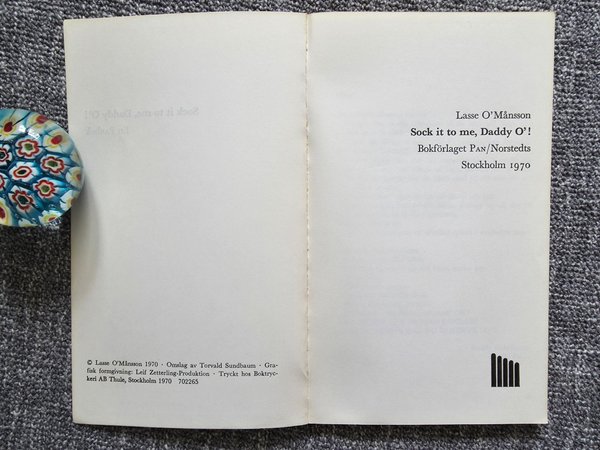 © Lasse O'Månsson 1970 · Omslag av Torvald Sundbaum · Gra-
fisk formgivning: Leif Zetterling-Produktion · Tryckt hos Boktryc-
keri AB Thule, Stockholm 1970 702265
Lasse O'Månsson
Sock it to me, Daddy O'!
Bokförlaget PAN/Norstedts
Stockholm 1970